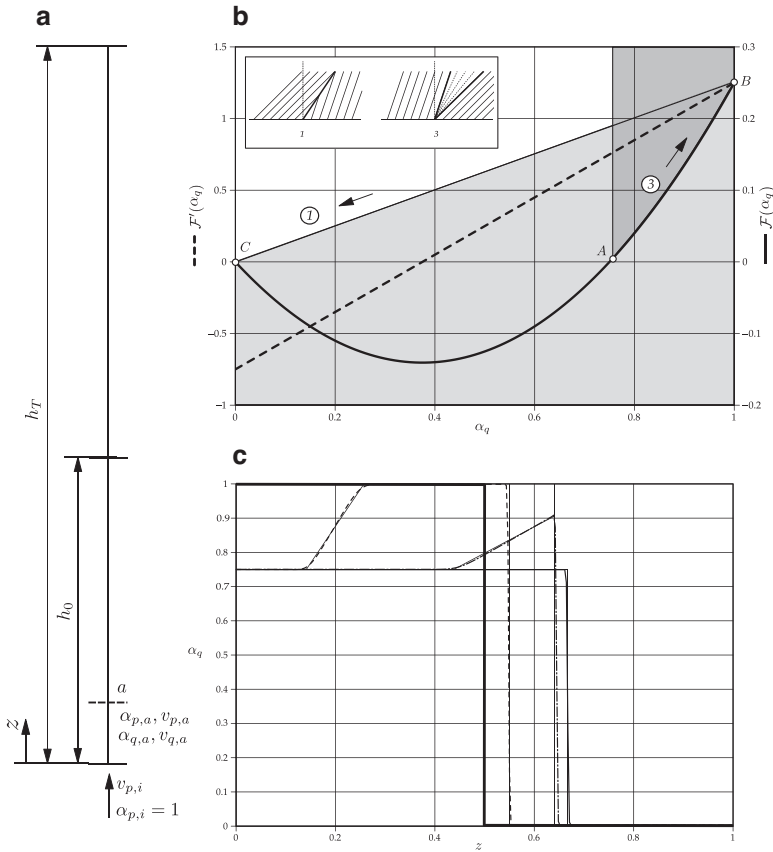 a
h_T
h_0
z
a
α_{p,a}, v_{p,a}
α_{q,a}, v_{q,a}
v_{p,i}
α_{p,i} = 1
b
1.5
1
0.5
0
−0.5
−1
F′(α_q)
0.3
0.2
0.1
0
−0.1
−0.2
F(α_q)
1
3
C
1
A
3
B
0
0.2
0.4
0.6
0.8
1
α_q
c
1
0.9
0.8
0.7
0.6
0.5
0.4
0.3
0.2
0.1
0
α_q
0
0.2
0.4
0.6
0.8
1
z